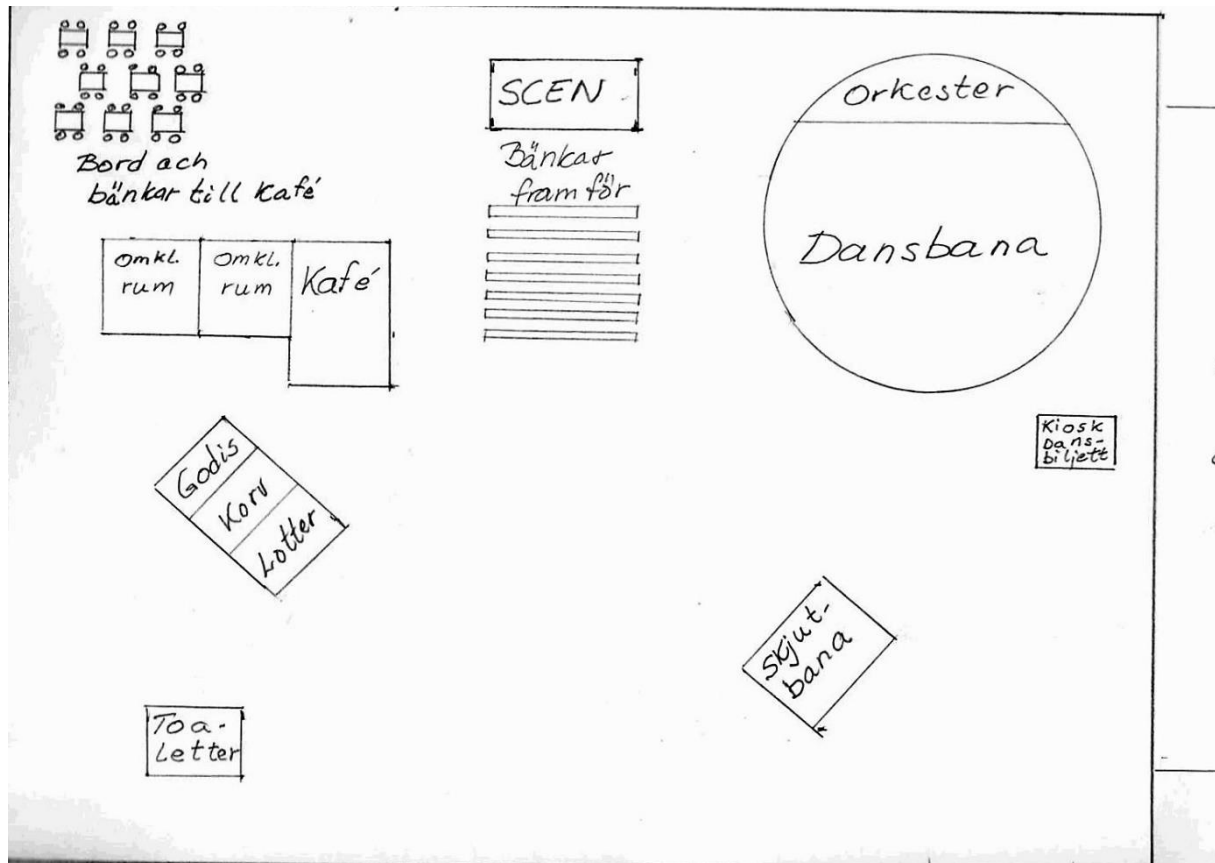 SCEN
Orkester
Bord ach
bänkar till Kafé
Bänkar
framför
Dansbana
Omkl.
rum
Omkl.
rum
Kafé
Kiosk
Dans-
biljett
Godis
Korv
Lotter
Skjut-
bana
Toa-
letter